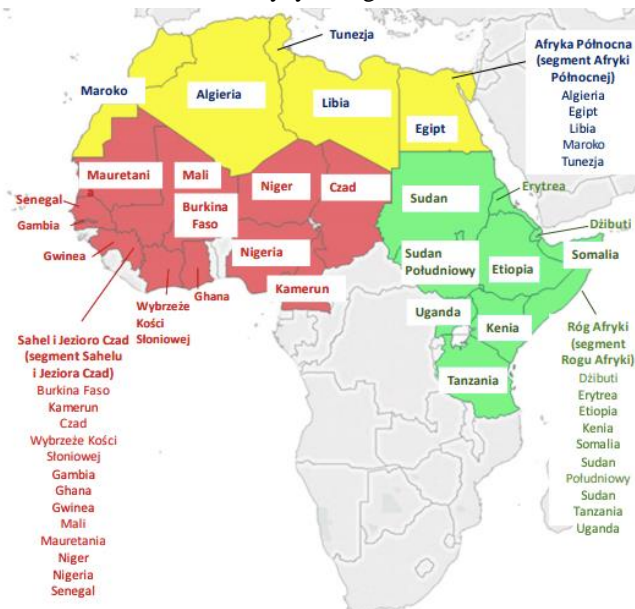 Tunezja
Afryka Północna
(segment Afryki
Północnej)
Algieria
Egipt
Libia
Maroko
Tunezja
Maroko
Algieria
Libia
Egipt
Mauretani
a
Mali
Niger
Czad
Sudan
Erytrea
Senegal
Gambia
Gwinea
Burkina
Faso
Nigeria
Kamerun
Ghana
Wybrzeże
Kości
Słoniowej
Dżibuti
Somalia
Sudan
Południowy
Etiopia
Uganda
Kenia
Tanzania
Sahel i Jezioro Czad
(segment Sahelu
i Jeziora Czad)
Burkina Faso
Kamerun
Czad
Wybrzeże Kości
Słoniowej
Gambia
Ghana
Gwinea
Mali
Mauretania
Niger
Nigeria
Senegal
Róg Afryki
(segment
Rogu Afryki)
Dżibuti
Erytrea
Etiopia
Kenia
Somalia
Sudan
Południowy
Sudan
Tanzania
Uganda